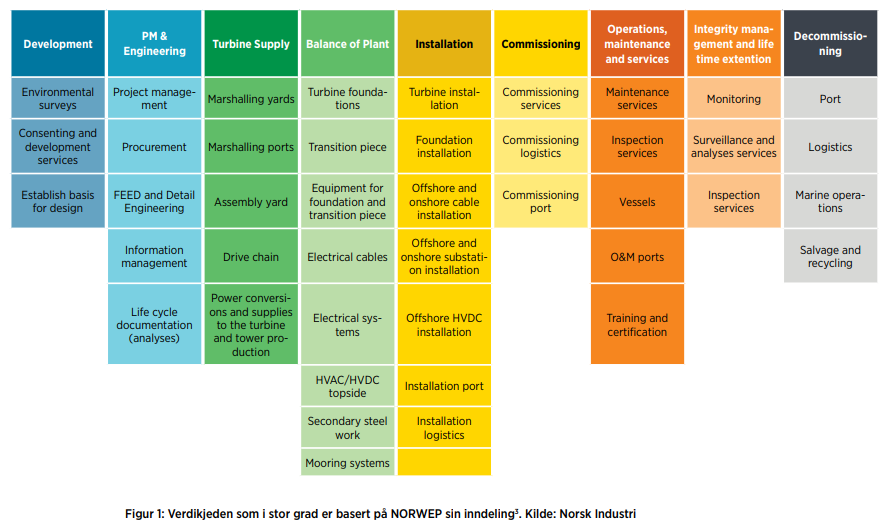 Development
Environmental
surveys
Consenting and
development
services
Establish basis
for design
PM &
Engineering
Project manage-
ment
Procurement
FEED and Detail
Engineering
Information
management
Life cycle
documentation
(analyses)
Turbine Supply
Marshalling yards
Marshalling ports
Assembly yard
Drive chain
Power conversi-
ons and supplies
to the turbine
and tower pro-
duction
Balance of Plant
Turbine founda-
tions
Transition piece
Equipment for
foundation and
transition piece
Electrical cables
Electrical sys-
tems
HVAC/HVDC
topside
Secondary steel
work
Mooring systems
Installation
Turbine instal-
lation
Foundation
installation
Offshore and
onshore cable
installation
Offshore and
onshore substati-
on installation
Offshore HVDC
installation
Installation port
Installation
logistics
Commissioning
Commissioning
services
Commissioning
logistics
Commissioning
port
Operations,
maintenance
and services
Maintenance
services
Inspection
services
Vessels
O&M ports
Training and
certification
Integrity mana-
gement and life
time extention
Monitoring
Surveillance and
analyses services
Inspection
services
Decommissio-
ning
Port
Logistics
Marine opera-
tions
Salvage and
recycling
Figur 1: Verdikjeden som i stor grad er basert på NORWEP sin inndeling³. Kilde: Norsk Industri